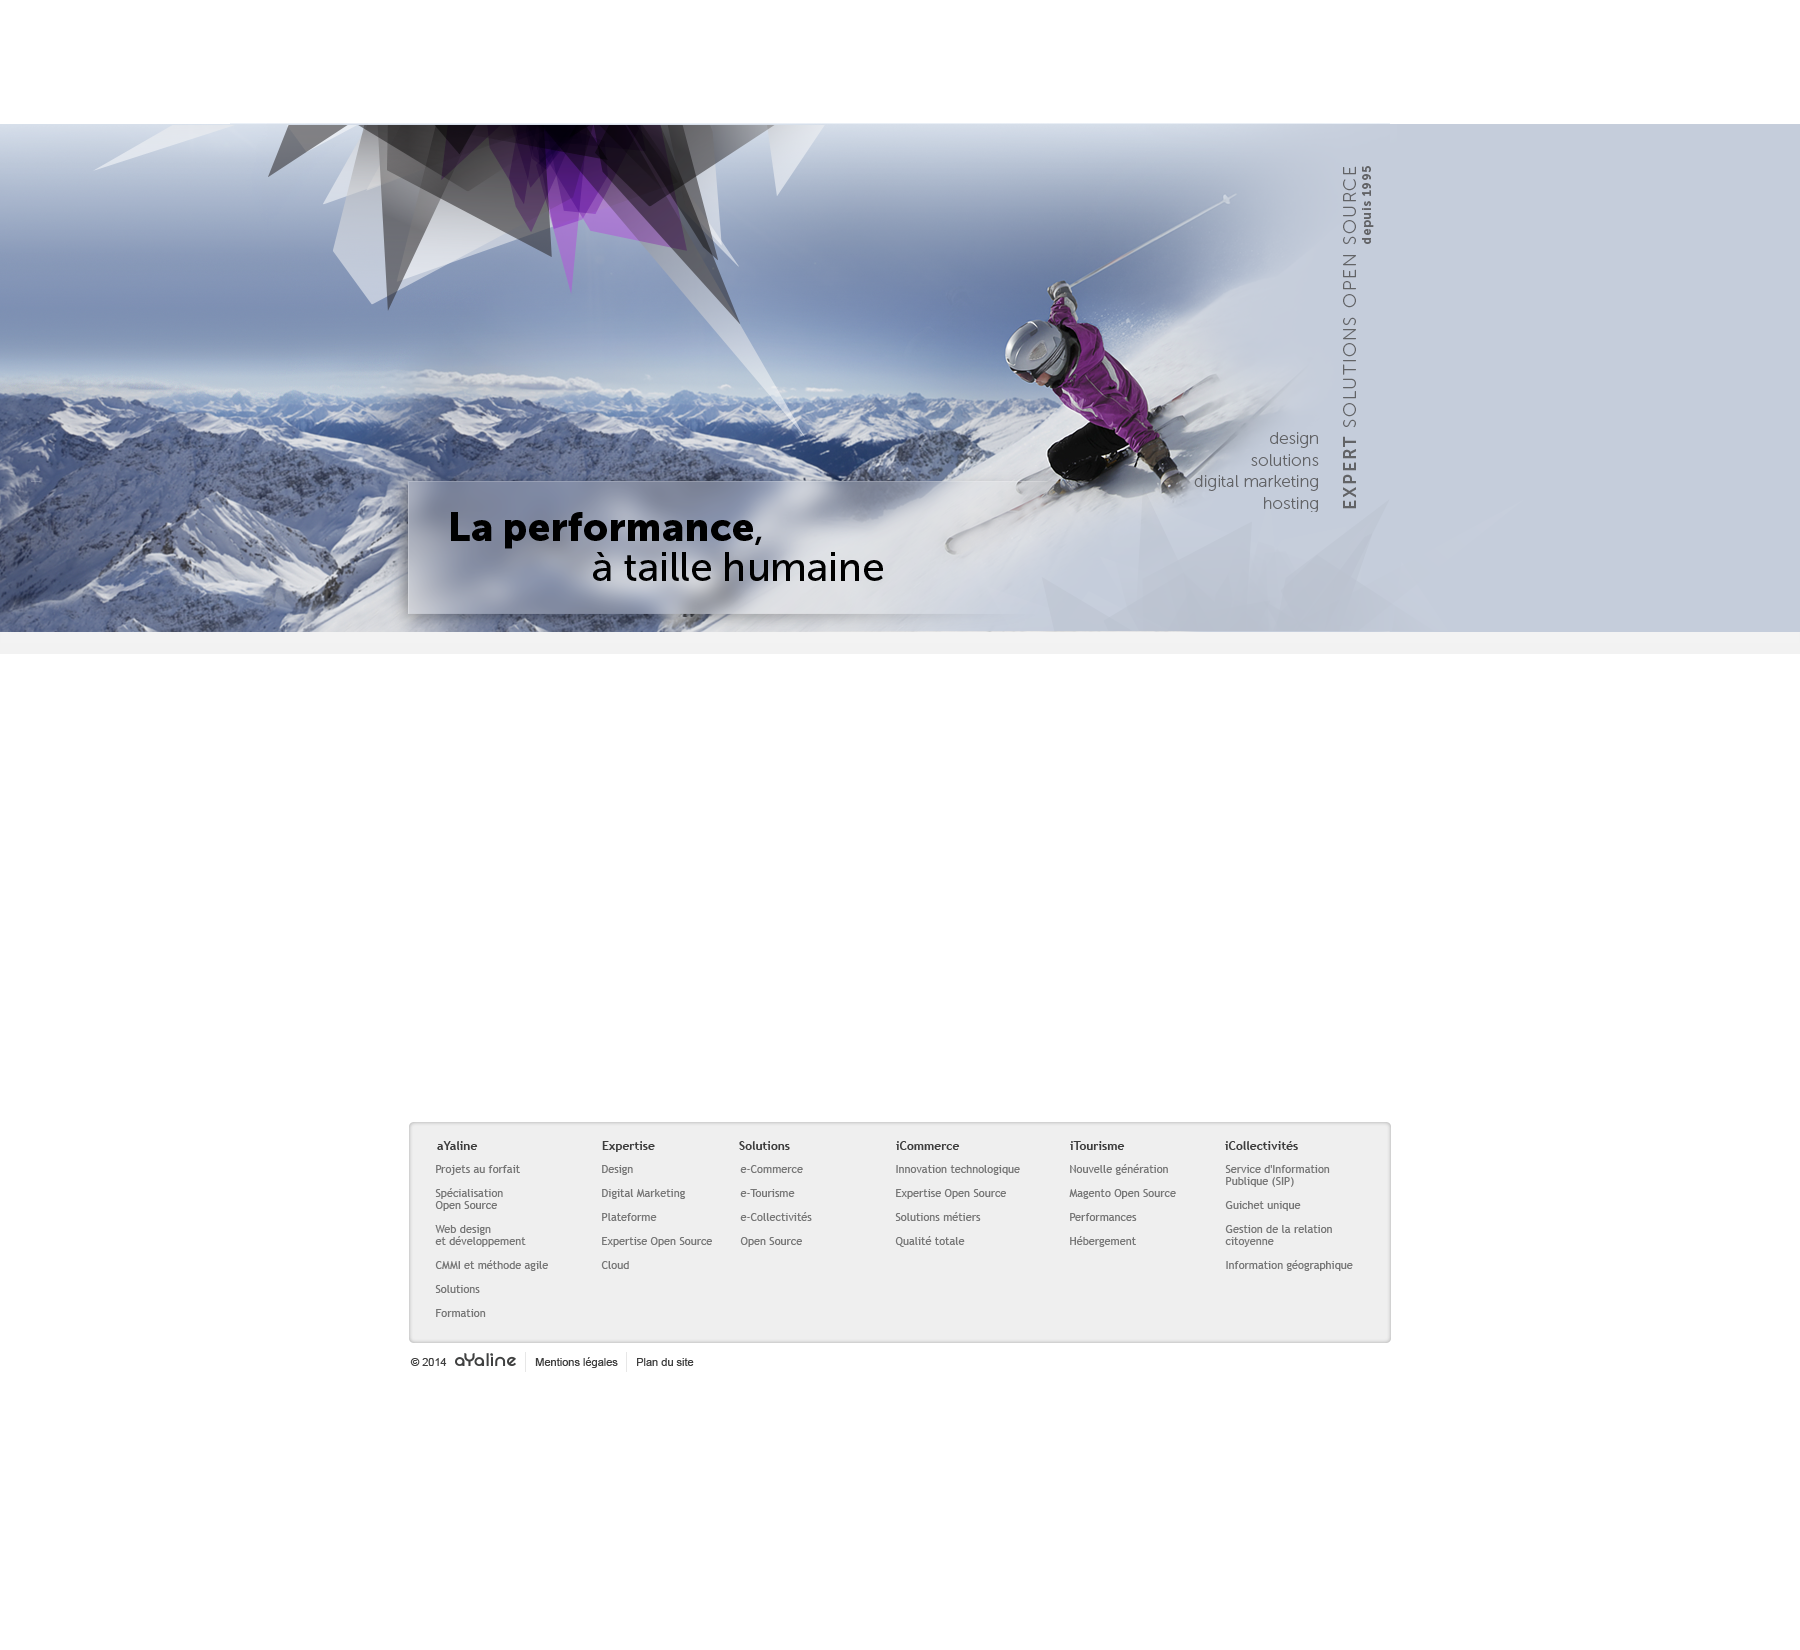 EXPERT SOLUTIONS OPEN SOURCE
depuis 1995
design
solutions
digital marketing
hosting
La performance,
à taille humaine
aYaline
Projets au forfait
Spécialisation
Open Source
Web design
et développement
CMMI et méthode agile
Solutions
Formation
Expertise
Design
Digital Marketing
Plateforme
Expertise Open Source
Cloud
Solutions
e-Commerce
e-Tourisme
e-Collectivités
Open Source
iCommerce
Innovation technologique
Expertise Open Source
Solutions métiers
Qualité totale
iTourisme
Nouvelle génération
Magento Open Source
Performances
Hébergement
iCollectivités
Service d'Information
Publique (SIP)
Guichet unique
Gestion de la relation
citoyenne
Information géographique
© 2014 aYaline Mentions légales Plan du site